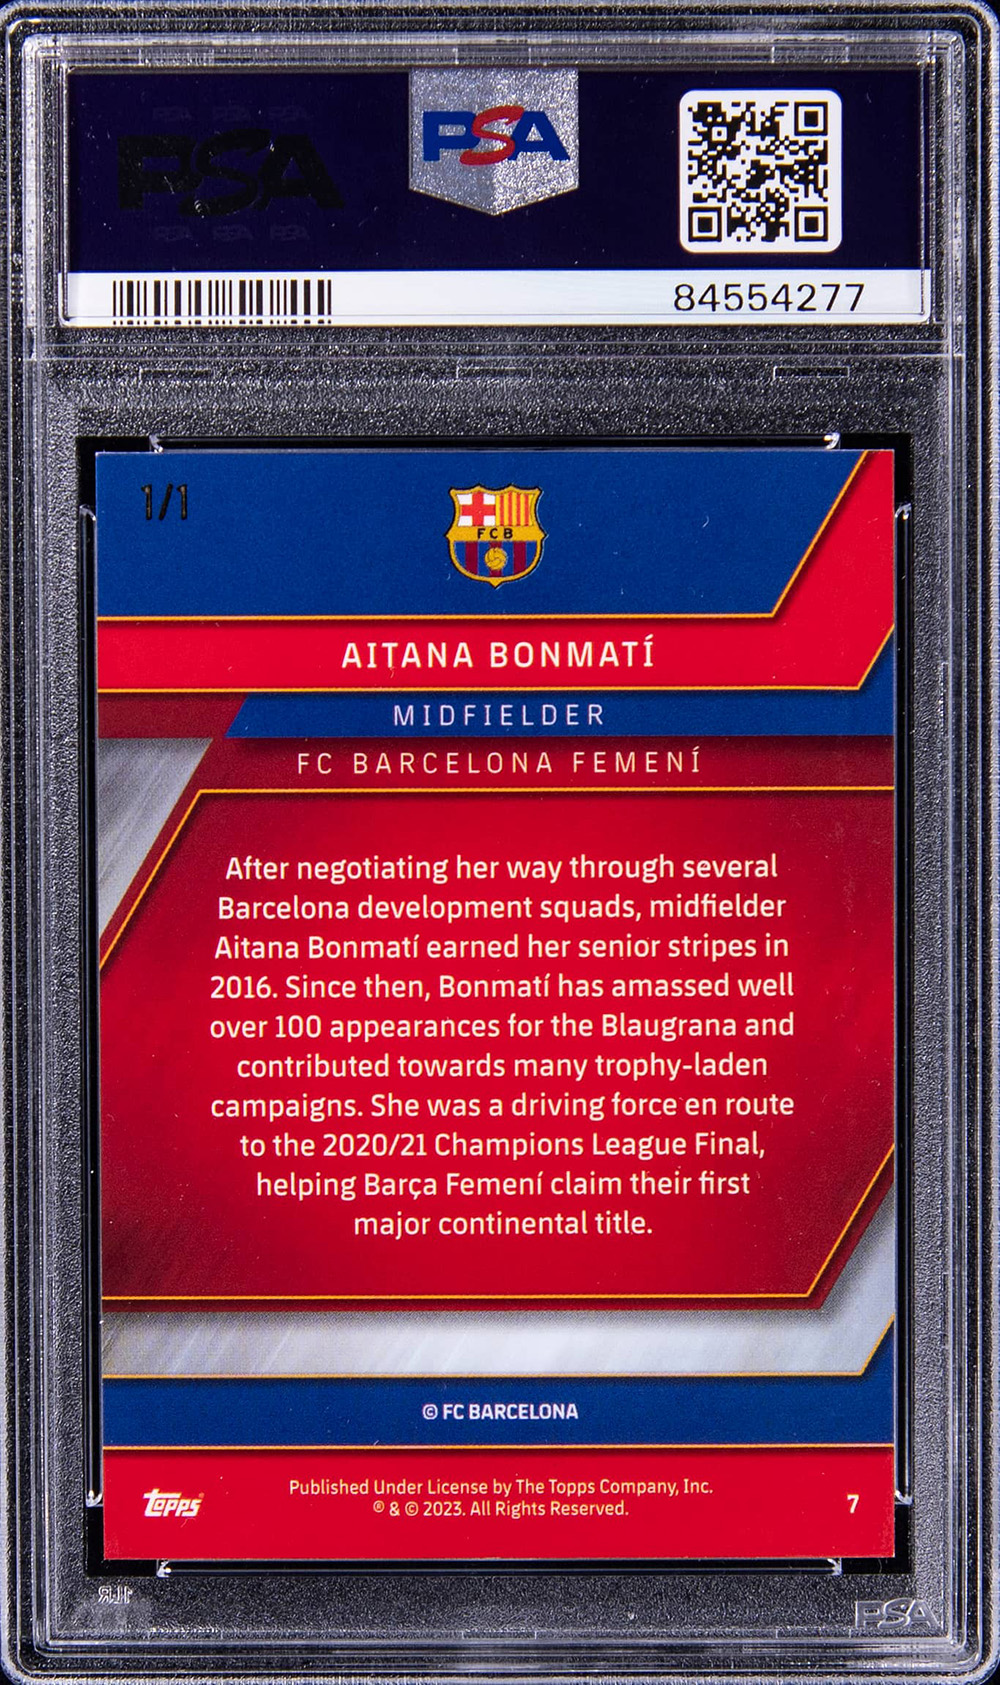 PSA
PSA
84554277
1/1
FCB
AITANA BONMATÍ
MIDFIELDER
FC BARCELONA FEMENÍ
After negotiating her way through several
Barcelona development squads, midfielder
Aitana Bonmatí earned her senior stripes in
2016. Since then, Bonmatí has amassed well
over 100 appearances for the Blaugrana and
contributed towards many trophy-laden
campaigns. She was a driving force en route
to the 2020/21 Champions League Final,
helping Barça Femení claim their first
major continental title.
© FC BARCELONA
Published Under License by The Topps Company, Inc.
® & © 2023. All Rights Reserved.
Topps
7
PSA